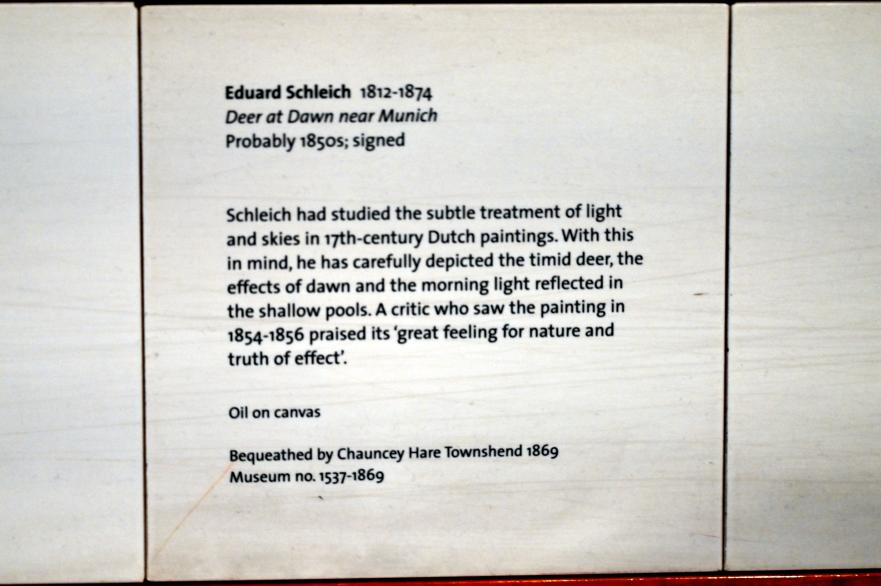 Eduard Schleich 1812-1874
Deer at Dawn near Munich
Probably 1850s; signed
Schleich had studied the subtle treatment of light
and skies in 17th-century Dutch paintings. With this
in mind, he has carefully depicted the timid deer, the
effects of dawn and the morning light reflected in
the shallow pools. A critic who saw the painting in
1854-1856 praised its ‘great feeling for nature and
truth of effect’.
Oil on canvas
Bequeathed by Chauncey Hare Townshend 1869
Museum no. 1537-1869